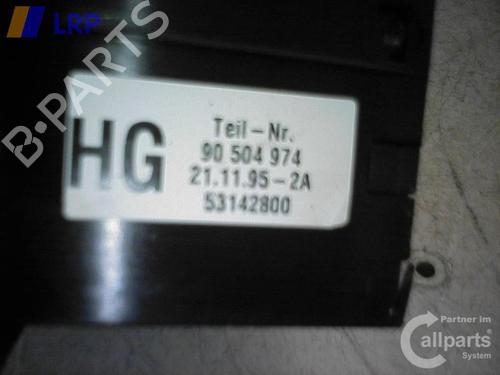 LRP
B-PARTS
HG
Teil-Nr.
90 504 974
21.11.95-2A
53142800
Partner im
Callparts
System